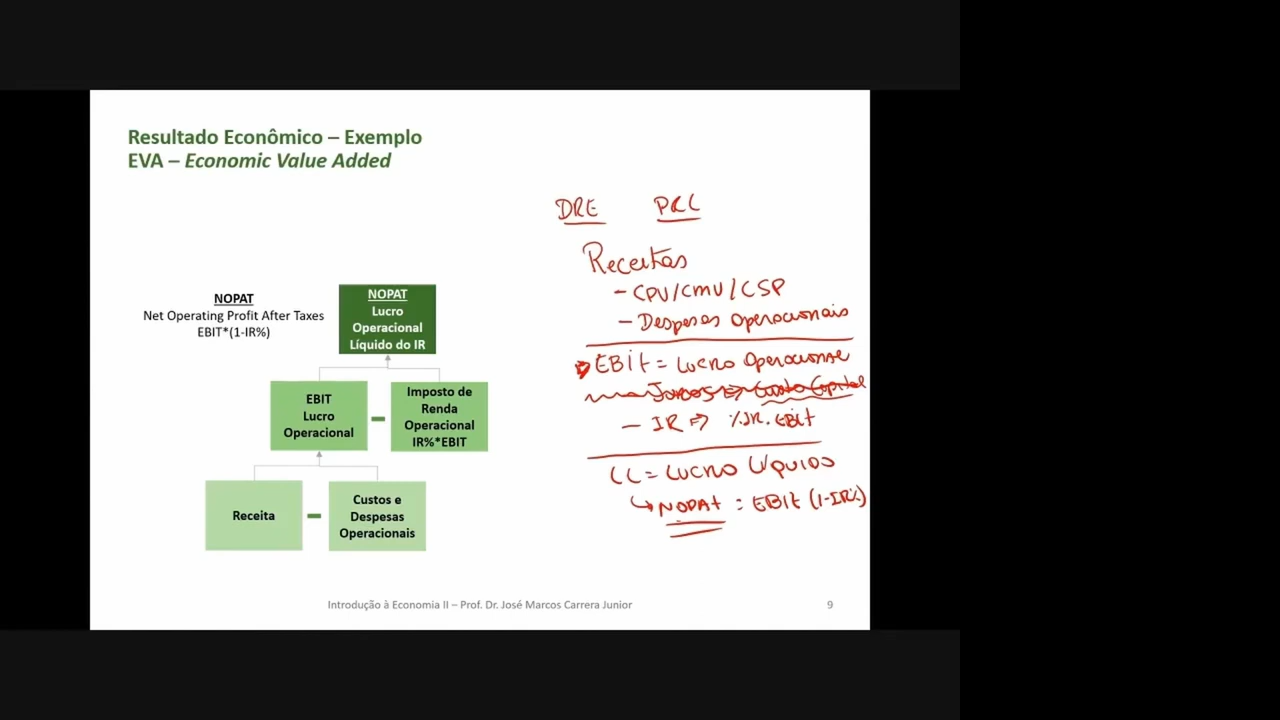 Resultado Econômico – Exemplo
EVA – Economic Value Added
NOPAT
Net Operating Profit After Taxes
EBIT*(1-IR%)
NOPAT
Lucro
Operacional
Líquido do IR
EBIT
Lucro
Operacional
–
Imposto de
Renda
Operacional
IR%*EBIT
Receita
–
Custos e
Despesas
Operacionais
DRE PRL
Receitas
- CPV/CMV/CSP
- Despesas Operacionais
EBIT = Lucro Operacional
Juros => Custo Capital
- IR => %IR.EBIT
LL = LUCRO LÍQUIDO
↳ NOPAT = EBIT (1-IR%)
Introdução à Economia II – Prof. Dr. José Marcos Carrera Junior
9